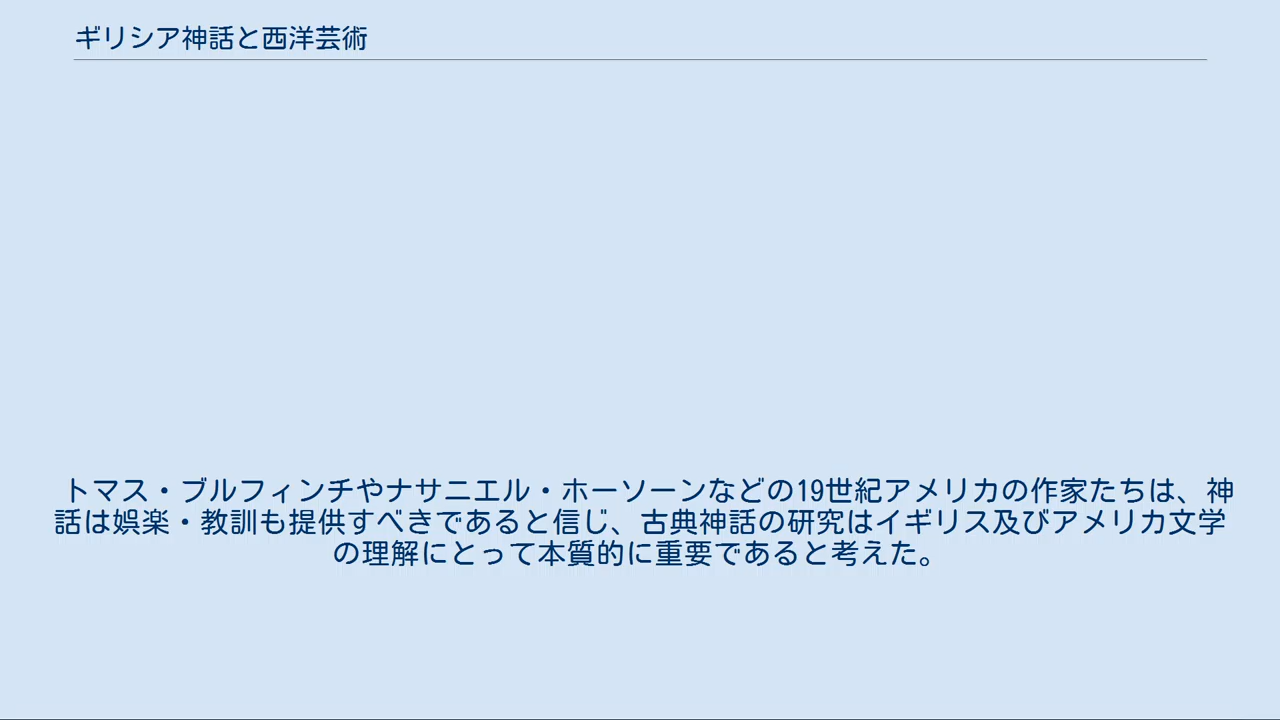 ギリシア神話と西洋芸術
トマス・ブルフィンチやナサニエル・ホーソーンなどの19世紀アメリカの作家たちは、神
話は娯楽・教訓も提供すべきであると信じ、古典神話の研究はイギリス及びアメリカ文学
の理解にとって本質的に重要であると考えた。